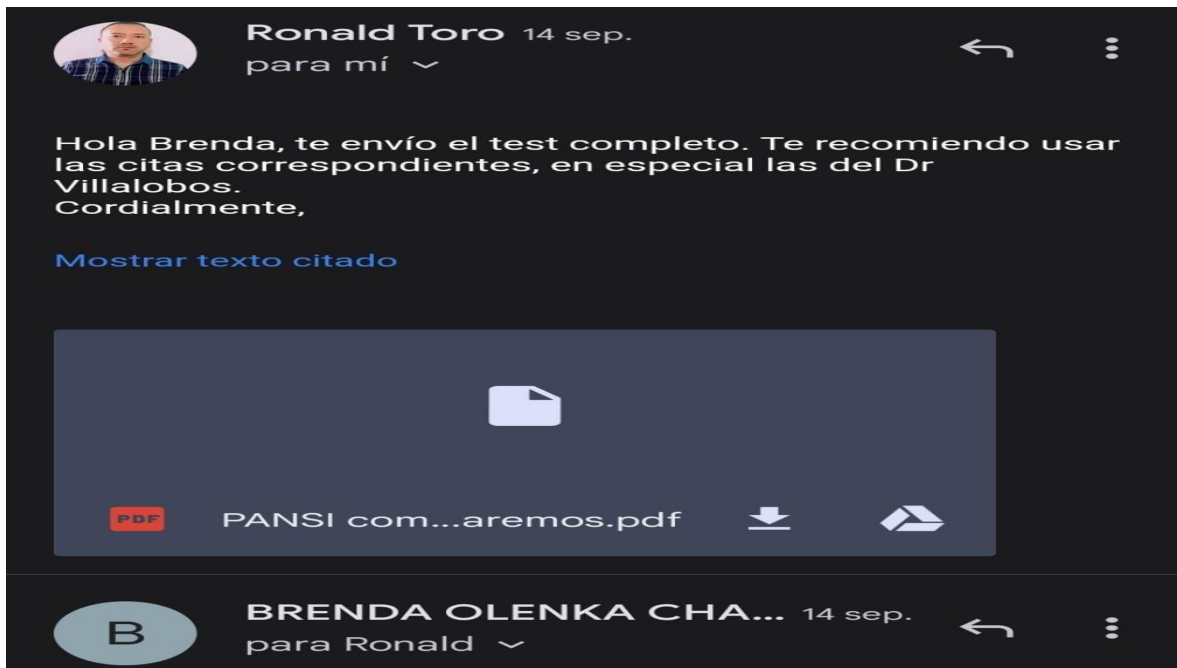 Ronald Toro 14 sep.
para mí
Hola Brenda, te envío el test completo. Te recomiendo usar
las citas correspondientes, en especial las del Dr
Villalobos.
Cordialmente,
Mostrar texto citado
PDF PANSI com...aremos.pdf
B
BRENDA OLENKA CHA... 14 sep.
para Ronald